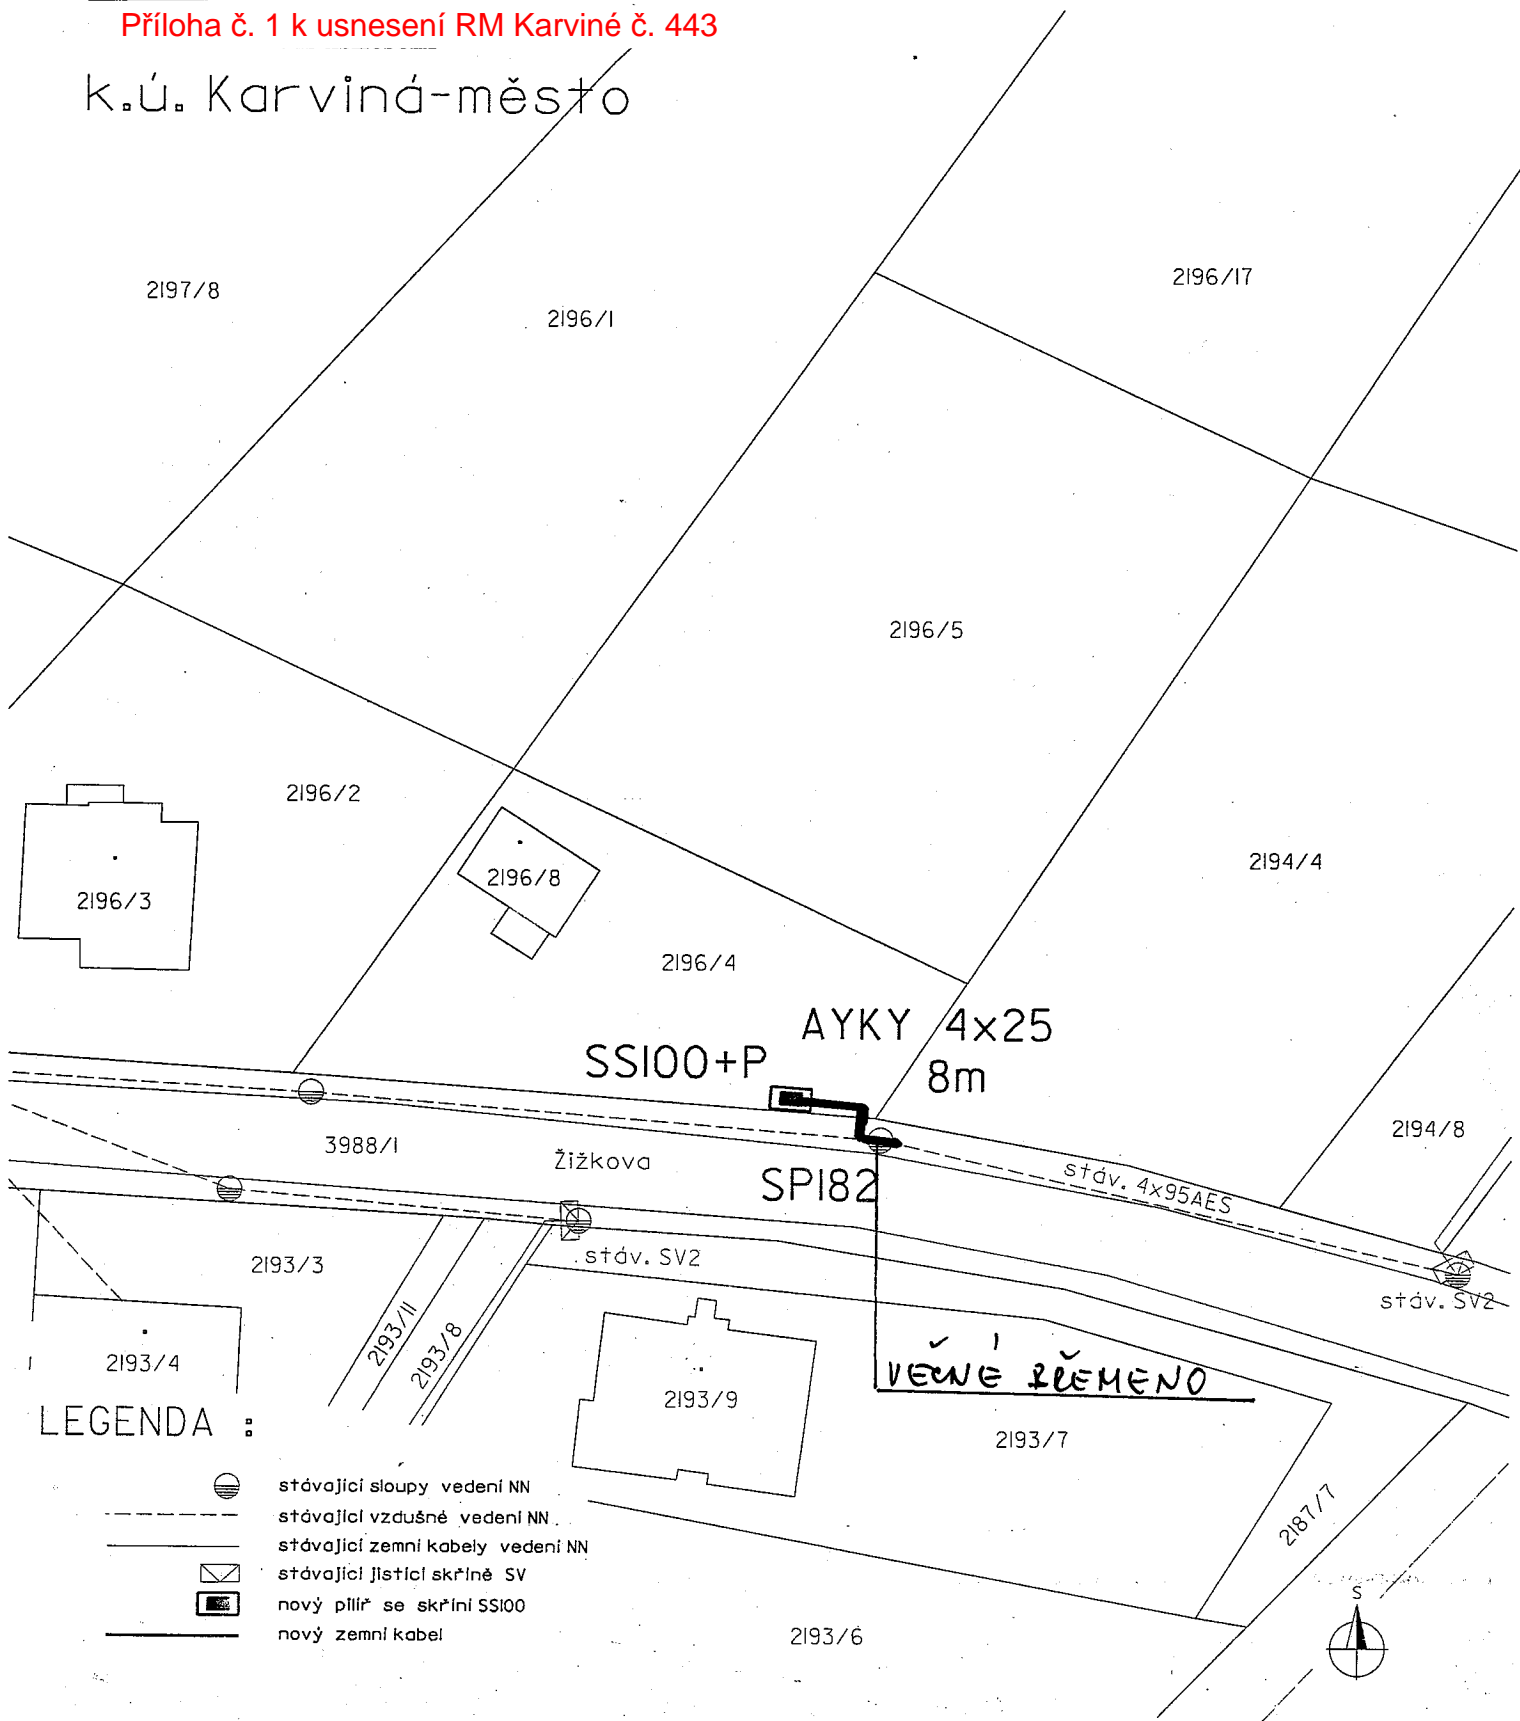 Příloha č. 1 k usnesení RM Karviné č. 443
k.ú. Karviná-město
2197/8
2196/1
2196/17
2196/5
2196/2
2196/3
2196/8
2194/4
2196/4
AYKY 4x25
8m
SS100+P
2194/8
3988/1
Žižkova
SP182
stáv. 4x95AES
2193/3
stáv. SV2
stáv. SV2
2193/11
2193/8
2193/4
2193/9
VĚCNÉ BŘEMENO
2193/7
2187/7
LEGENDA :
stávající sloupy vedení NN
stávající vzdušné vedení NN
stávající zemní kabely vedení NN
stávající jistící skříně SV
nový pilíř se skříní SS100
nový zemní kabel
2193/6
S